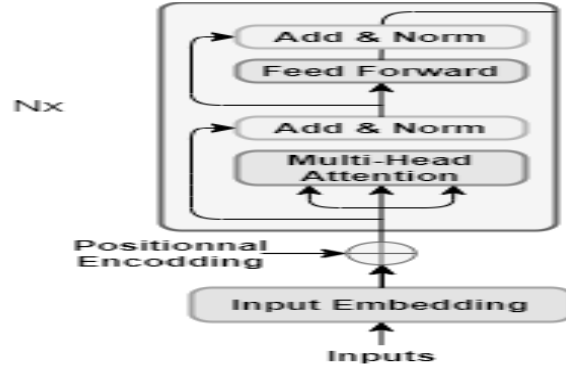 Add & Norm
Feed Forward
Nx
Add & Norm
Multi-Head
Attention
Positionnal
Encodding
Input Embedding
Inputs